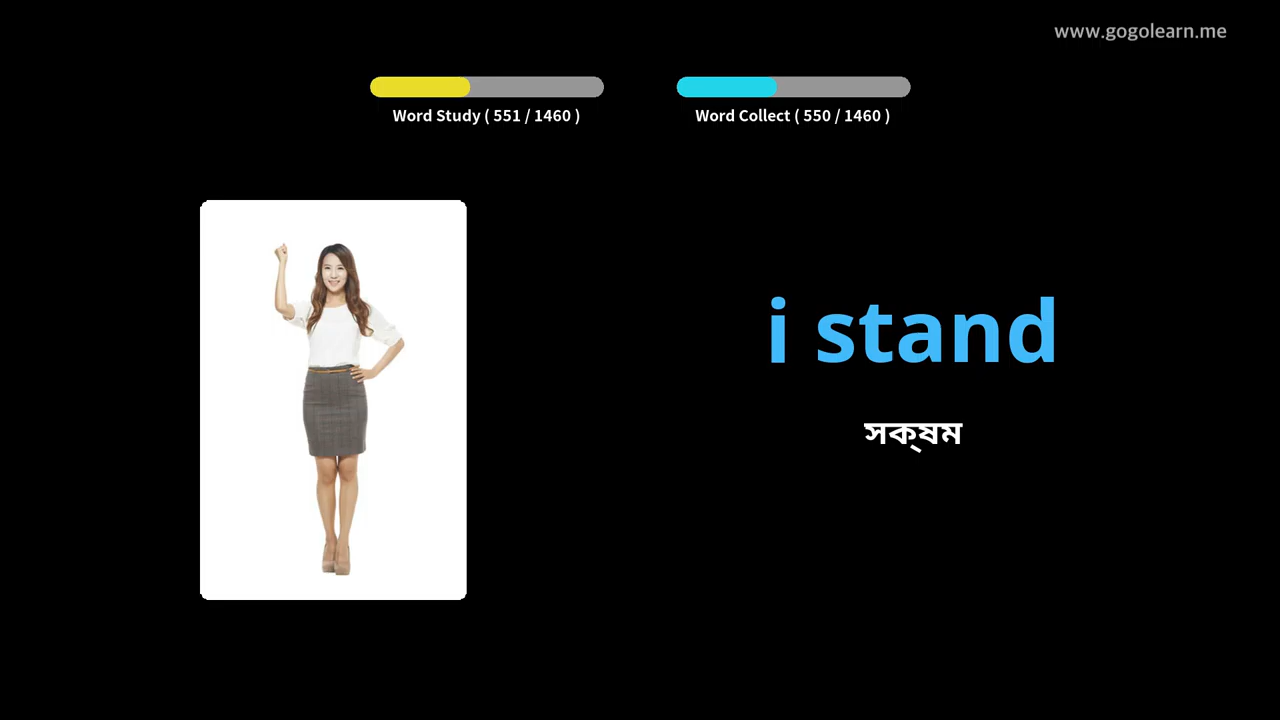 www.gogolearn.me
Word Study ( 551 / 1460 )
Word Collect ( 550 / 1460 )
i stand
সক্ষম